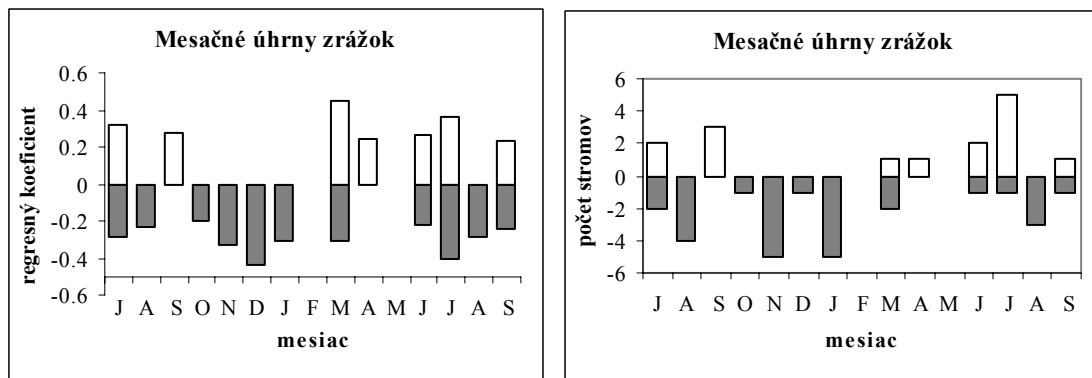 Mesačné úhrny zrážok
regresný koeficient
0.6
0.4
0.2
0
-0.2
-0.4
-0.6
J A S O N D J F M A M J J A S
mesiac
Mesačné úhrny zrážok
počet stromov
6
4
2
0
-2
-4
-6
J A S O N D J F M A M J J A S
mesiac